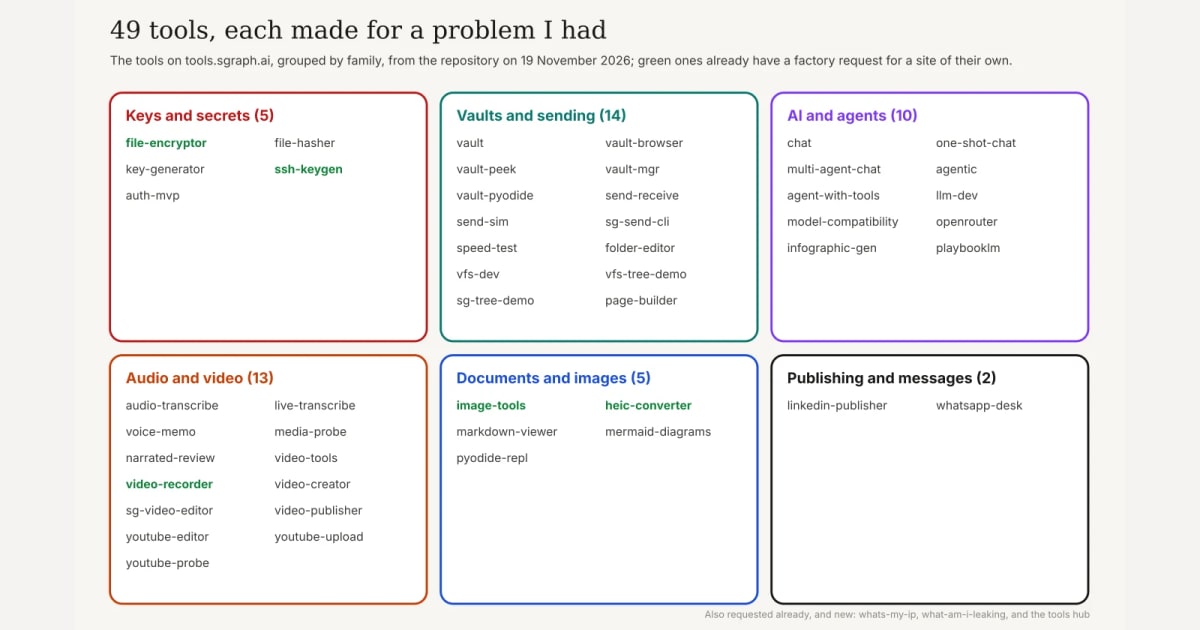 49 tools, each made for a problem I had
The tools on tools.sgraph.ai, grouped by family, from the repository on 19 November 2026; green ones already have a factory request for a site of their own.
Keys and secrets (5)
file-encryptor file-hasher
key-generator ssh-keygen
auth-mvp
Vaults and sending (14)
vault vault-browser
vault-peek vault-mgr
vault-pyodide send-receive
send-sim sg-send-cli
speed-test folder-editor
vfs-dev vfs-tree-demo
sg-tree-demo page-builder
AI and agents (10)
chat one-shot-chat
multi-agent-chat agentic
agent-with-tools llm-dev
model-compatibility openrouter
infographic-gen playbooklm
Audio and video (13)
audio-transcribe live-transcribe
voice-memo media-probe
narrated-review video-tools
video-recorder video-creator
sg-video-editor video-publisher
youtube-editor youtube-upload
youtube-probe
Documents and images (5)
image-tools heic-converter
markdown-viewer mermaid-diagrams
pyodide-repl
Publishing and messages (2)
linkedin-publisher whatsapp-desk
Also requested already, and new: whats-my-ip, what-am-i-leaking, and the tools hub